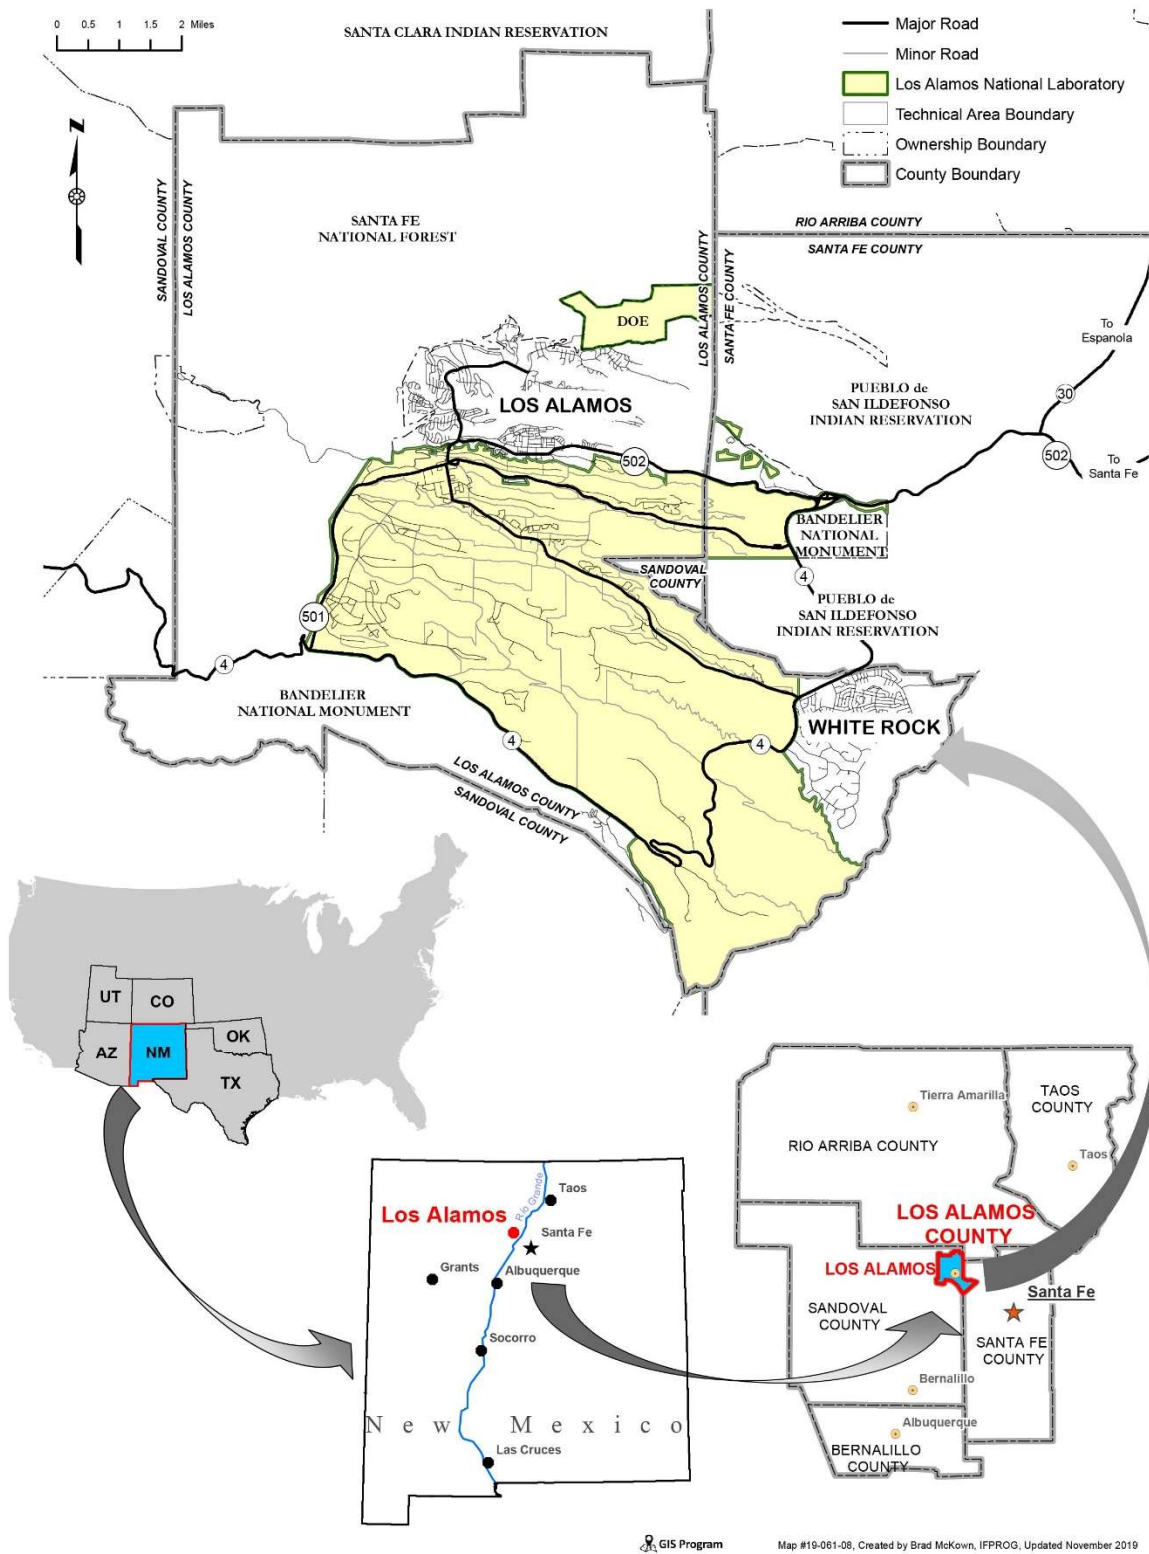 0 0.5 1 1.5 2 Miles
SANTA CLARA INDIAN RESERVATION
Major Road
Minor Road
Los Alamos National Laboratory
Technical Area Boundary
Ownership Boundary
County Boundary
N
SANDOVAL COUNTY
LOS ALAMOS COUNTY
SANTA FE
NATIONAL FOREST
RIO ARRIBA COUNTY
SANTA FE COUNTY
LOS ALAMOS COUNTY
SANTA FE COUNTY
DOE
To
Espanola
PUEBLO de
SAN ILDEFONSO
INDIAN RESERVATION
30
LOS ALAMOS
502
502
To
Santa Fe
BANDELIER
NATIONAL
MONUMENT
SANDOVAL
COUNTY
4
PUEBLO de
SAN ILDEFONSO
INDIAN RESERVATION
501
4
BANDELIER
NATIONAL MONUMENT
WHITE ROCK
4
4
LOS ALAMOS COUNTY
SANDOVAL COUNTY
UT
CO
AZ
NM
OK
TX
Rio Grande
Taos
Los Alamos
Santa Fe
Grants
Albuquerque
Socorro
New Mexico
Las Cruces
Tierra Amarilla
TAOS
COUNTY
RIO ARRIBA COUNTY
Taos
LOS ALAMOS
COUNTY
LOS ALAMOS
Santa Fe
SANDOVAL
COUNTY
SANTA FE
COUNTY
Bernalillo
Albuquerque
BERNALILLO
COUNTY
GIS Program
Map #19-061-08, Created by Brad McKown, IFPROG, Updated November 2019